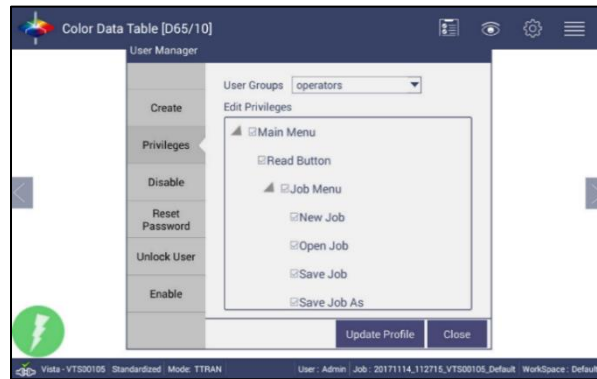 Color Data Table [D65/10]
User Manager
User Groups operators
Create
Edit Privileges
Main Menu
Privileges
Read Button
Disable
Job Menu
Reset
Password
New Job
Open Job
Unlock User
Save Job
Enable
Save Job As
Update Profile Close
Vista - VTS00105 Standardized Mode: TTRAN User : Admin Job : 20171114_112715_VTS00105_Default WorkSpace : Default